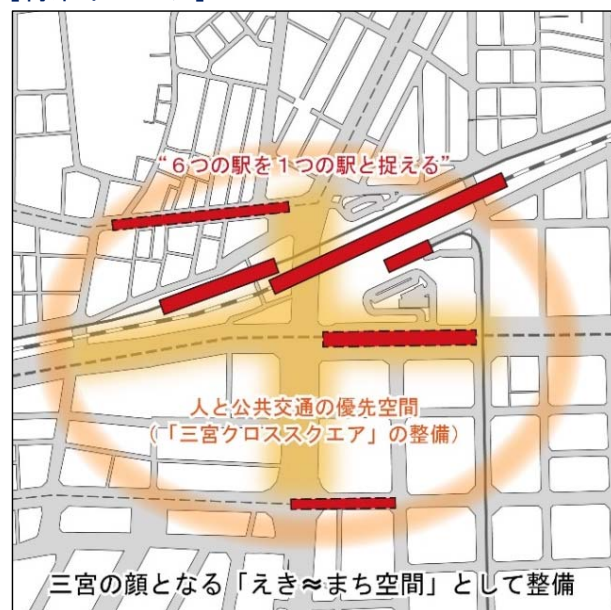 “６つの駅を１つの駅と捉える”
人と公共交通の優先空間
（「三宮クロススクエア」の整備）
三宮の顔となる「えき≈まち空間」として整備